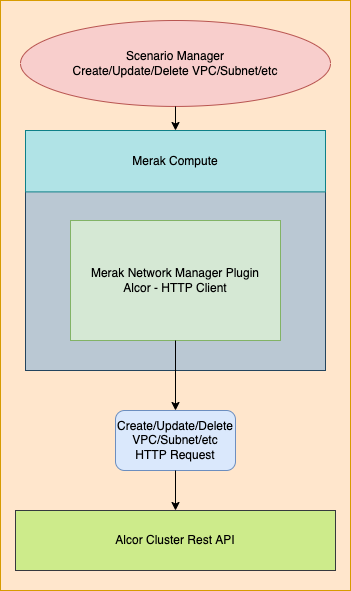 Scenario Manager
Create/Update/Delete VPC/Subnet/etc
Merak Compute
Merak Network Manager Plugin
Alcor - HTTP Client
Create/Update/Delete
VPC/Subnet/etc
HTTP Request
Alcor Cluster Rest API